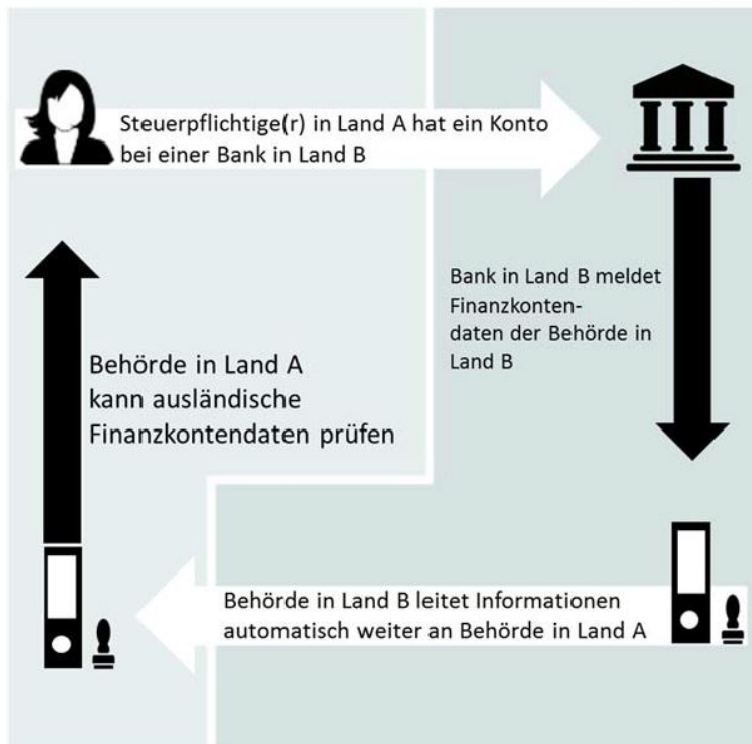 Steuerpflichtige(r) in Land A hat ein Konto
bei einer Bank in Land B
Bank in Land B meldet
Finanzkonten-
daten der Behörde in
Land B
Behörde in Land B leitet Informationen
automatisch weiter an Behörde in Land A
Behörde in Land A
kann ausländische
Finanzkontendaten prüfen